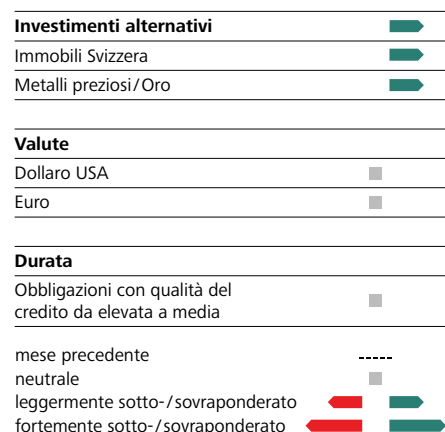 Investimenti alternativi
Immobili Svizzera
Metalli preziosi/Oro
Valute
Dollaro USA
Euro
Durata
Obbligazioni con qualità del
credito da elevata a media
mese precedente
neutrale
leggermente sotto-/sovraponderato
fortemente sotto-/sovraponderato